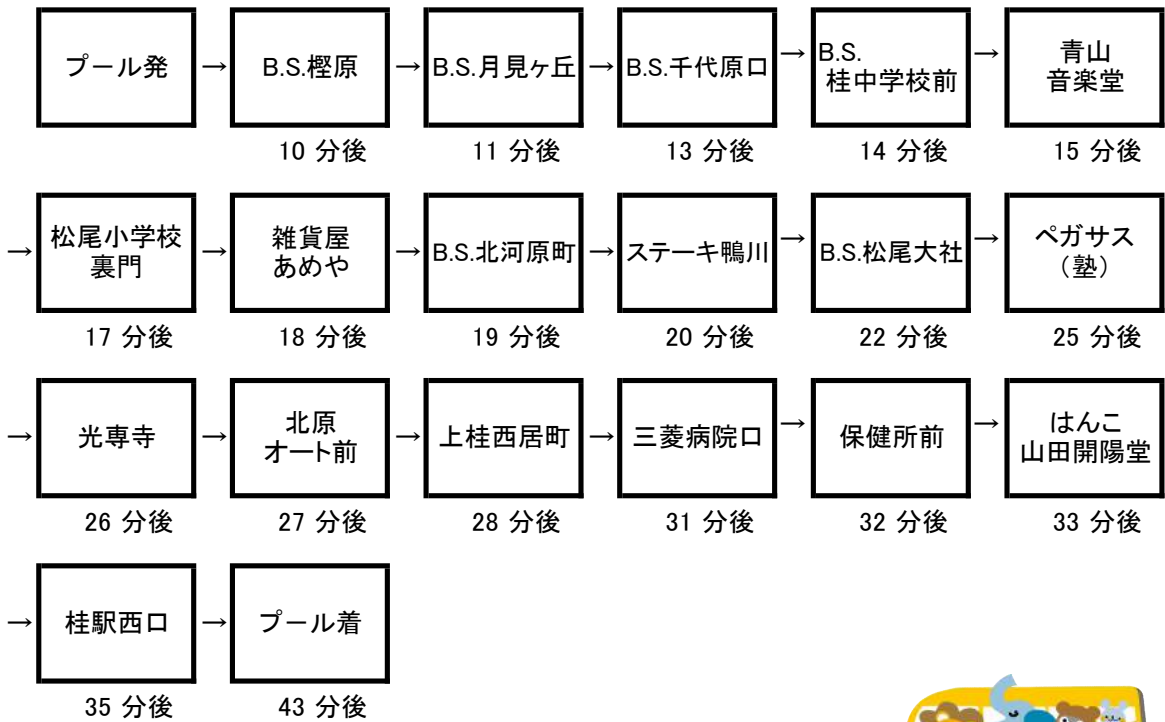 プール発 → B.S.樫原 → B.S.月見ヶ丘 → B.S.千代原口 → B.S.桂中学校前 → 青山音楽堂
10 分後 11 分後 13 分後 14 分後 15 分後
→ 松尾小学校裏門 → 雑貨屋あめや → B.S.北河原町 → ステーキ鴨川 → B.S.松尾大社 → ペガサス（塾）
17 分後 18 分後 19 分後 20 分後 22 分後 25 分後
→ 光専寺 → 北原オート前 → 上桂西居町 → 三菱病院口 → 保健所前 → はんこ山田開陽堂
26 分後 27 分後 28 分後 31 分後 32 分後 33 分後
→ 桂駅西口 → プール着
35 分後 43 分後